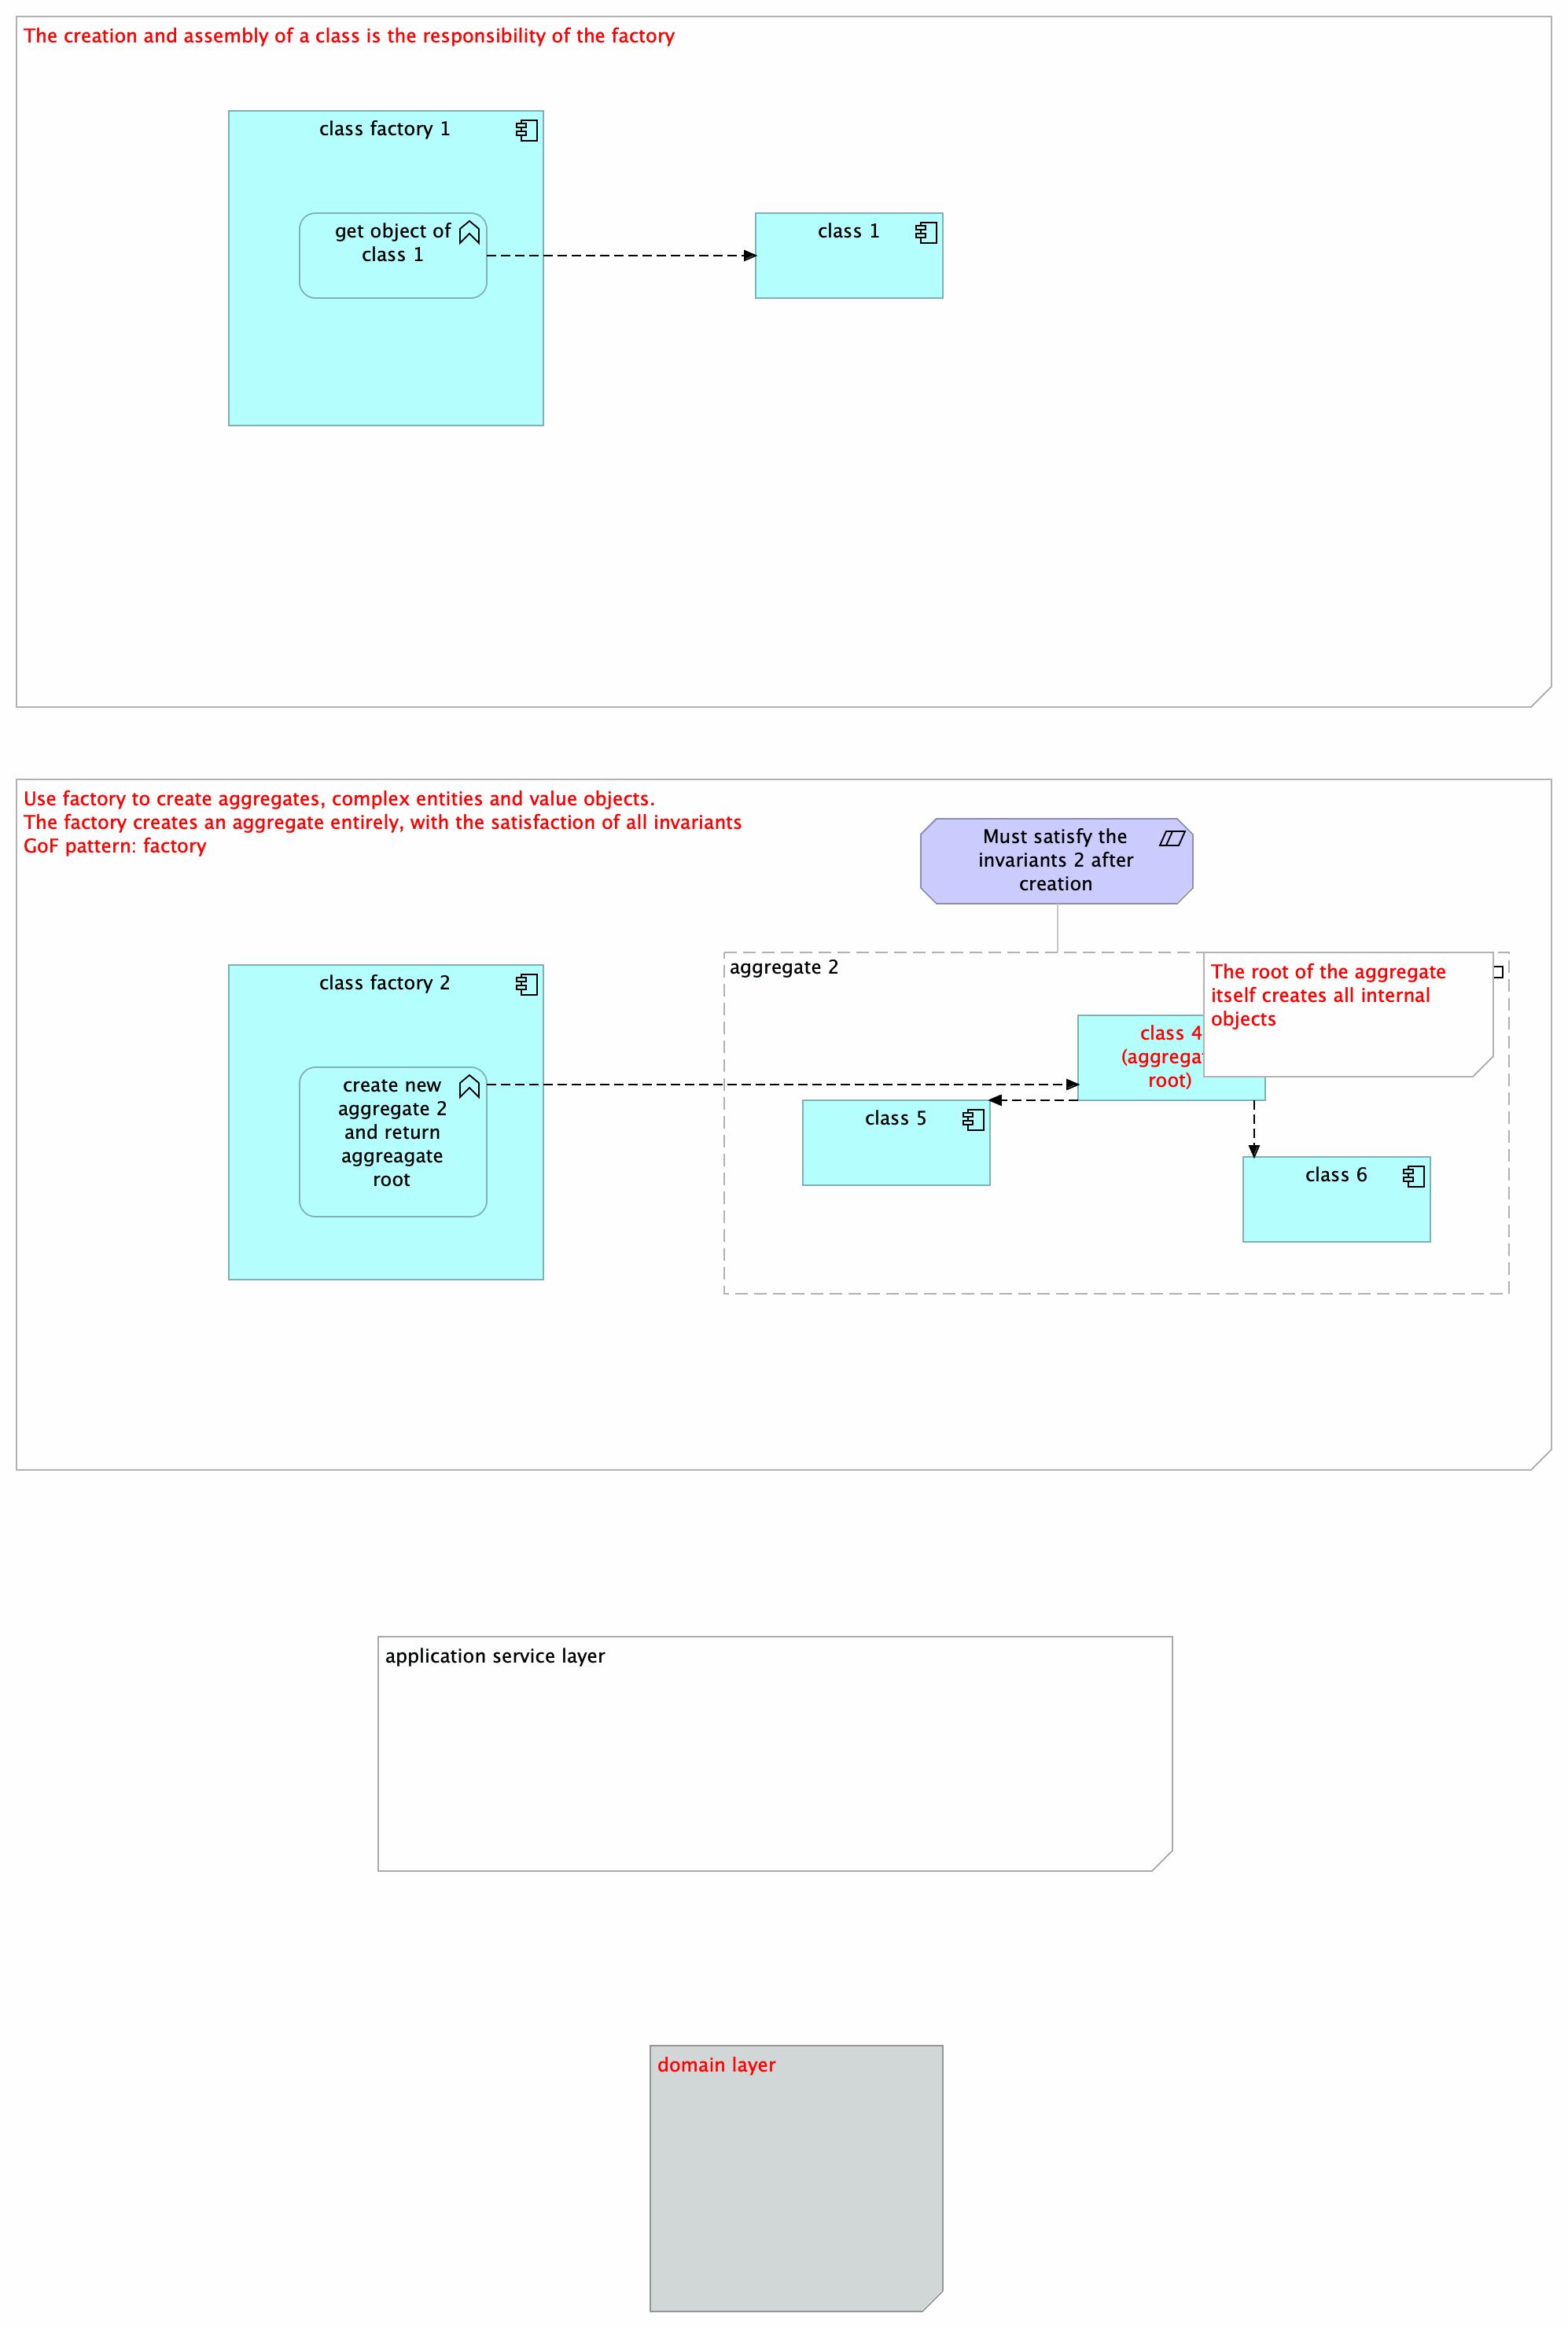 The creation and assembly of a class is the responsibility of the factory
class factory 1
get object of
class 1
class 1
Use factory to create aggregates, complex entities and value objects.
The factory creates an aggregate entirely, with the satisfaction of all invariants
GoF pattern: factory
Must satisfy the
invariants 2 after
creation
class factory 2
create new
aggregate 2
and return
aggreagate
root
aggregate 2
The root of the aggregate
itself creates all internal
objects
class 4
(aggrega
root)
class 5
class 6
application service layer
domain layer